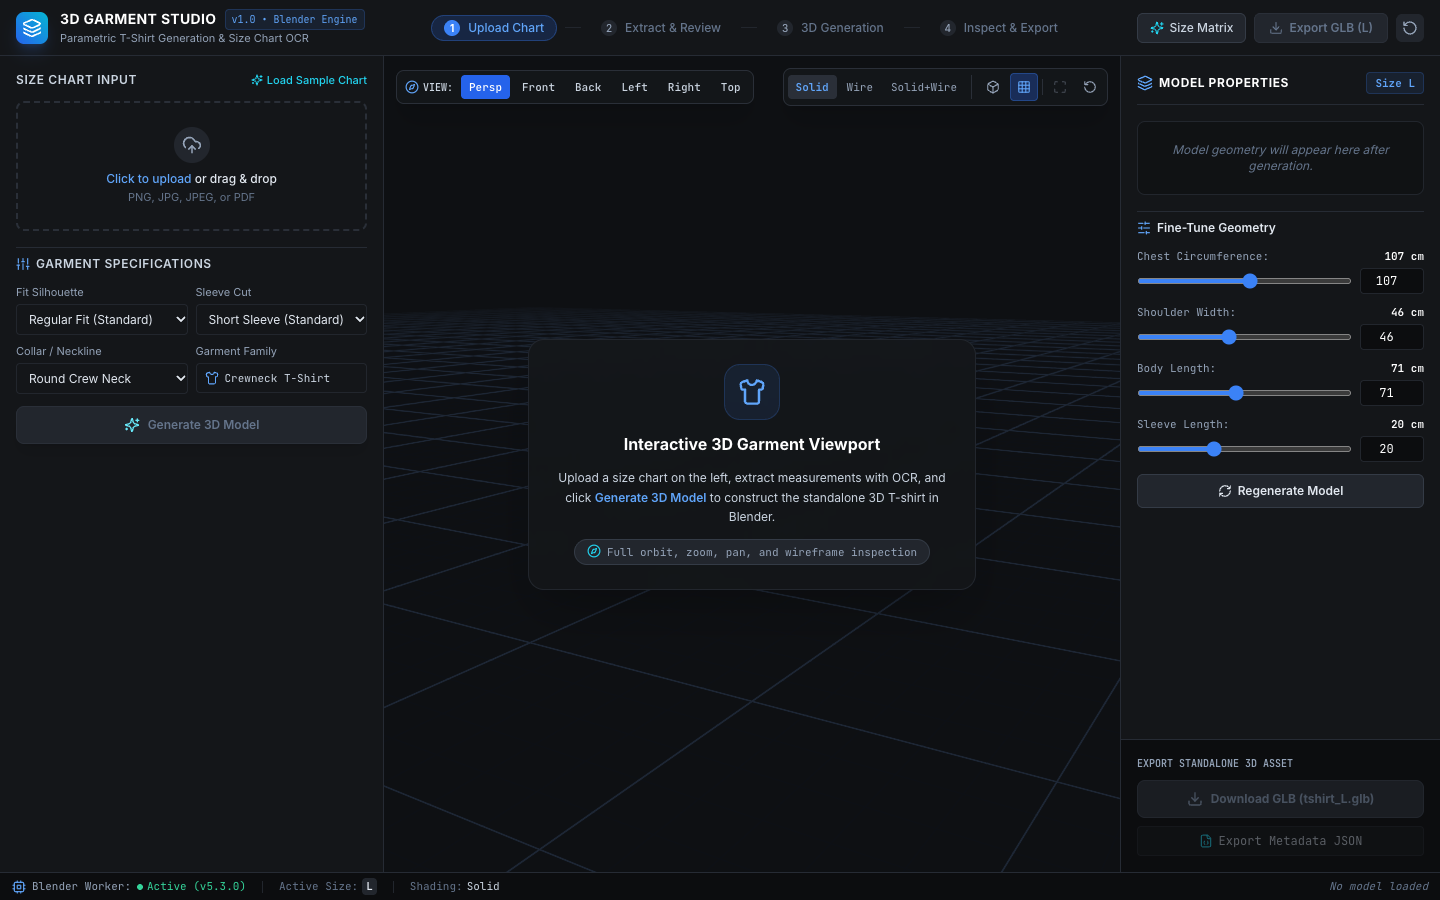 3D GARMENT STUDIO
v1.0 • Blender Engine
Parametric T-Shirt Generation & Size Chart OCR
1 Upload Chart
2 Extract & Review
3 3D Generation
4 Inspect & Export
Size Matrix
Export GLB (L)
SIZE CHART INPUT
Load Sample Chart
Click to upload or drag & drop
PNG, JPG, JPEG, or PDF
GARMENT SPECIFICATIONS
Fit Silhouette
Sleeve Cut
Regular Fit (Standard)
Short Sleeve (Standard)
Collar / Neckline
Garment Family
Round Crew Neck
Crewneck T-Shirt
Generate 3D Model
VIEW: Persp Front Back Left Right Top
Solid Wire Solid+Wire
Interactive 3D Garment Viewport
Upload a size chart on the left, extract measurements with OCR, and
click Generate 3D Model to construct the standalone 3D T-shirt in
Blender.
Full orbit, zoom, pan, and wireframe inspection
MODEL PROPERTIES
Size L
Model geometry will appear here after
generation.
Fine-Tune Geometry
Chest Circumference: 107 cm
107
Shoulder Width: 46 cm
46
Body Length: 71 cm
71
Sleeve Length: 20 cm
20
Regenerate Model
EXPORT STANDALONE 3D ASSET
Download GLB (tshirt_L.glb)
Export Metadata JSON
Blender Worker: ● Active (v5.3.0)
Active Size: L
Shading: Solid
No model loaded